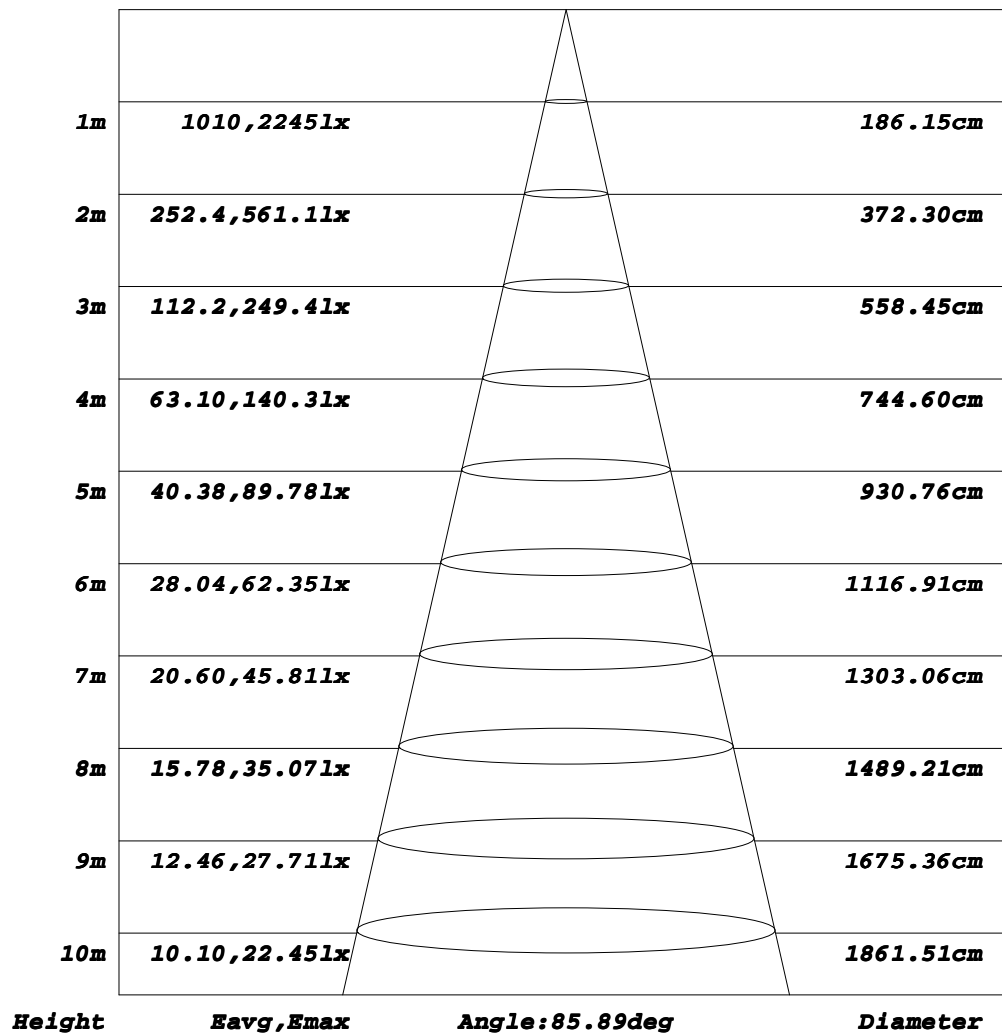 1m 1010,2245lx 186.15cm
2m 252.4,561.1lx 372.30cm
3m 112.2,249.4lx 558.45cm
4m 63.10,140.3lx 744.60cm
5m 40.38,89.78lx 930.76cm
6m 28.04,62.35lx 1116.91cm
7m 20.60,45.81lx 1303.06cm
8m 15.78,35.07lx 1489.21cm
9m 12.46,27.71lx 1675.36cm
10m 10.10,22.45lx 1861.51cm
Height Eavg,Emax Angle:85.89deg Diameter